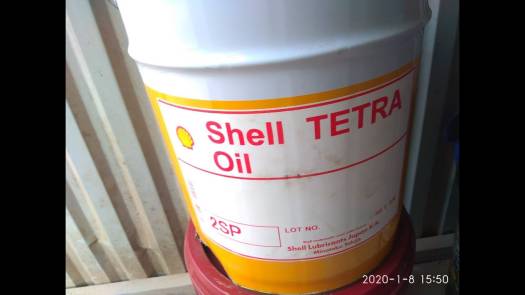 Shell TETRA
Oil
2SP
LOT NO.
Shell Lubricants Japan K.K.
2020-1-8 15:50